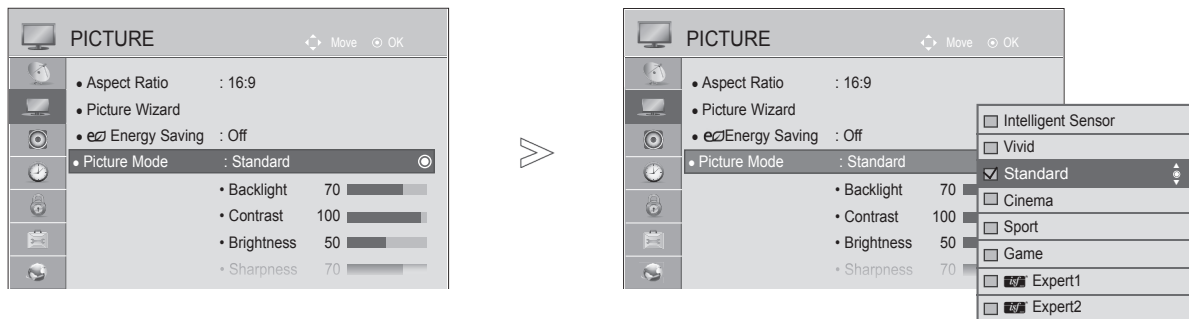 PICTURE Move OK
• Aspect Ratio : 16:9
• Picture Wizard
• e Energy Saving : Off
• Picture Mode : Standard
• Backlight 70
• Contrast 100
• Brightness 50
• Sharpness 70
>
PICTURE Move OK
• Aspect Ratio : 16:9
• Picture Wizard
• e Energy Saving : Off
• Picture Mode : Standard
• Backlight 70
• Contrast 100
• Brightness 50
• Sharpness 70
Intelligent Sensor
Vivid
Standard
Cinema
Sport
Game
isf Expert1
isf Expert2